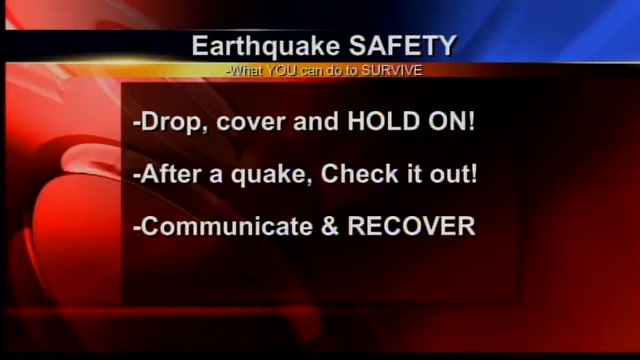 Earthquake SAFETY
-What YOU can do to SURVIVE
-Drop, cover and HOLD ON!
-After a quake, Check it out!
-Communicate & RECOVER